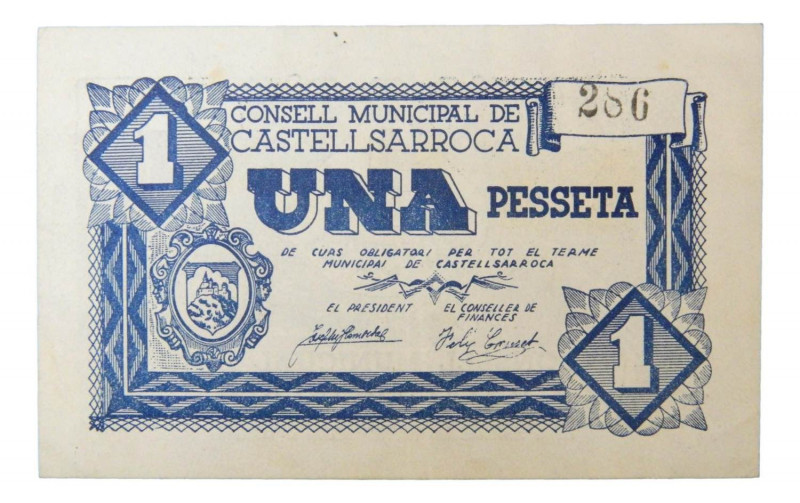 286
1
CONSELL MUNICIPAL DE
CASTELLSARROCA
UNA PESSETA
DE CURS OBLIGATORI PER TOT EL TERME
MUNICIPAL DE CASTELLSARROCA
EL PRESIDENT
EL CONSELLER DE
FINANCES
1